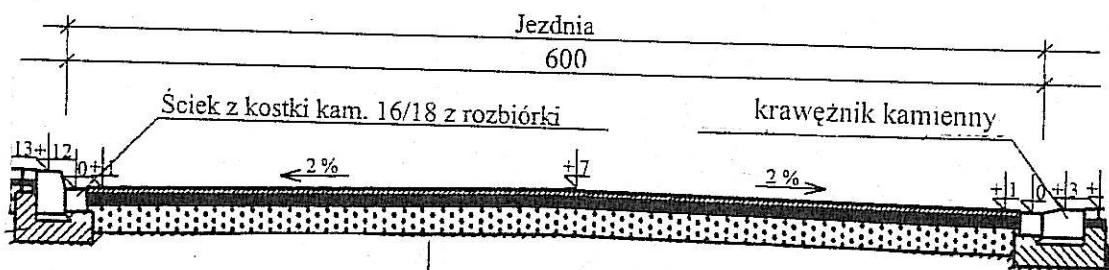 Jezdnia
600
Ściek z kostki kam. 16/18 z rozbiórki
krawężnik kamienny
13+ 12 0 +1 2% +7 2% +1 0 +3 +